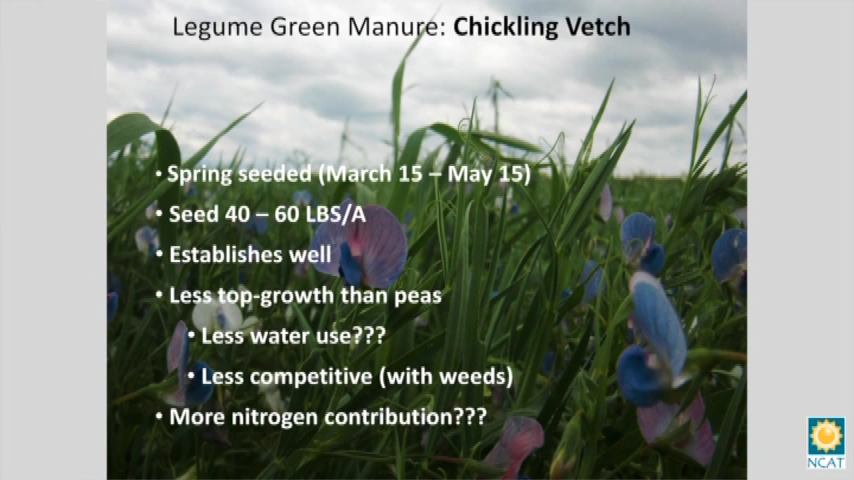 Legume Green Manure: Chickling Vetch
• Spring seeded (March 15 – May 15)
• Seed 40 – 60 LBS/A
• Establishes well
• Less top-growth than peas
• Less water use???
• Less competitive (with weeds)
• More nitrogen contribution???
NCAT